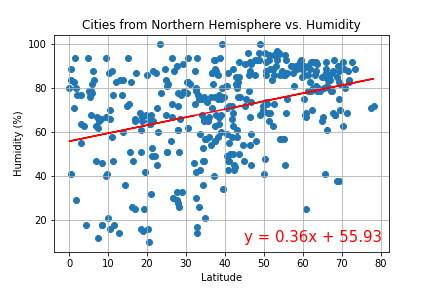 Cities from Northern Hemisphere vs. Humidity
100
80
60
40
20
Humidity (%)
y = 0.36x + 55.93
0 10 20 30 40 50 60 70 80
Latitude